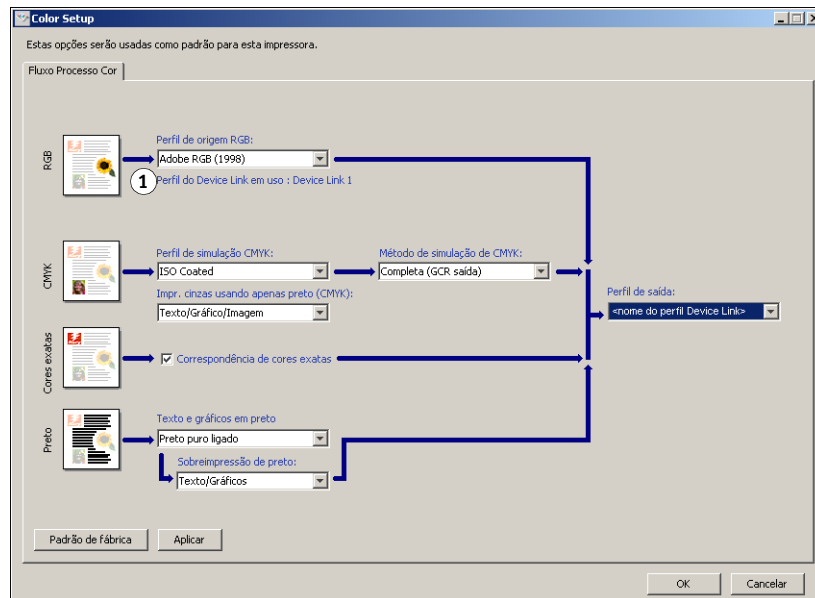 Color Setup
Estas opções serão usadas como padrão para esta impressora.
Fluxo Processo Cor
RGB
Perfil de origem RGB:
Adobe RGB (1998)
1
Perfil do Device Link em uso : Device Link 1
CMYK
Perfil de simulação CMYK:
Método de simulação de CMYK:
ISO Coated
Completa (GCR saída)
Impr. cinzas usando apenas preto (CMYK):
Texto/Gráfico/Imagem
Perfil de saída:
<nome do perfil Device Link>
Cores exatas
Correspondência de cores exatas
Preto
Texto e gráficos em preto
Preto puro ligado
Sobreimpressão de preto:
Texto/Gráficos
Padrão de fábrica
Aplicar
OK
Cancelar